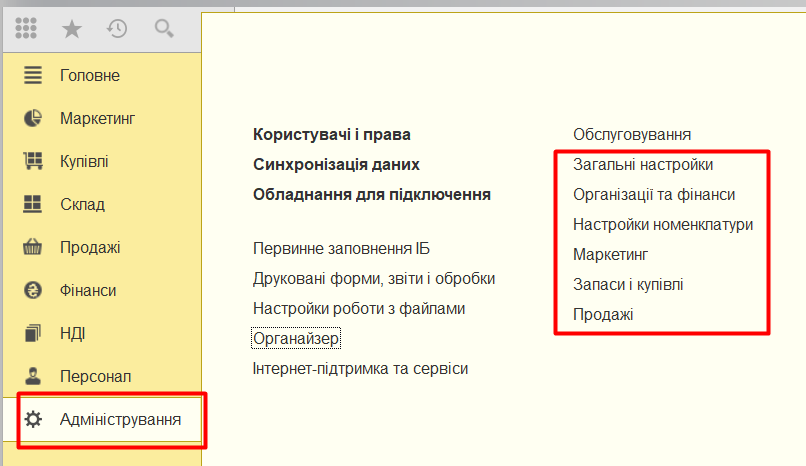 Головне
Маркетинг
Купівлі
Склад
Продажі
Фінанси
НДІ
Персонал
Адміністрування
Користувачі і права
Синхронізація даних
Обладнання для підключення
Первинне заповнення ІБ
Друковані форми, звіти і обробки
Настройки роботи з файлами
Органайзер
Інтернет-підтримка та сервіси
Обслуговування
Загальні настройки
Організації та фінанси
Настройки номенклатури
Маркетинг
Запаси і купівлі
Продажі